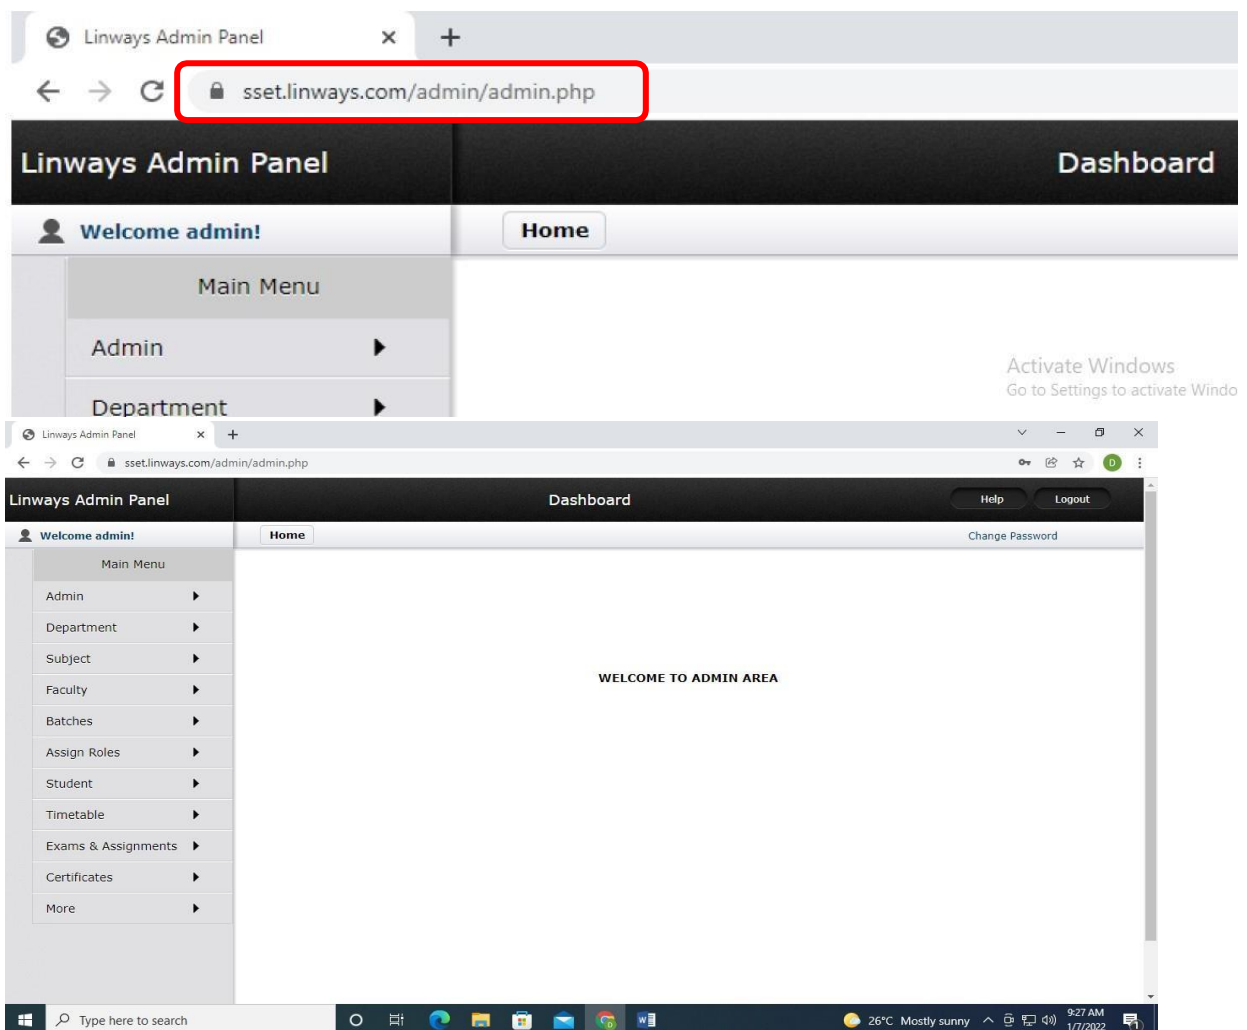 Linways Admin Panel
sset.linways.com/admin/admin.php
Linways Admin Panel Dashboard
Welcome admin! Home
Main Menu
Admin
Department
Activate Windows
Go to Settings to activate Windo
Linways Admin Panel
sset.linways.com/admin/admin.php D
Linways Admin Panel Dashboard Help Logout
Welcome admin! Home Change Password
Main Menu
Admin
Department
Subject
Faculty
Batches
Assign Roles
Student
Timetable
Exams & Assignments
Certificates
More
WELCOME TO ADMIN AREA
Type here to search 26°C Mostly sunny 9:27 AM
1/7/2022